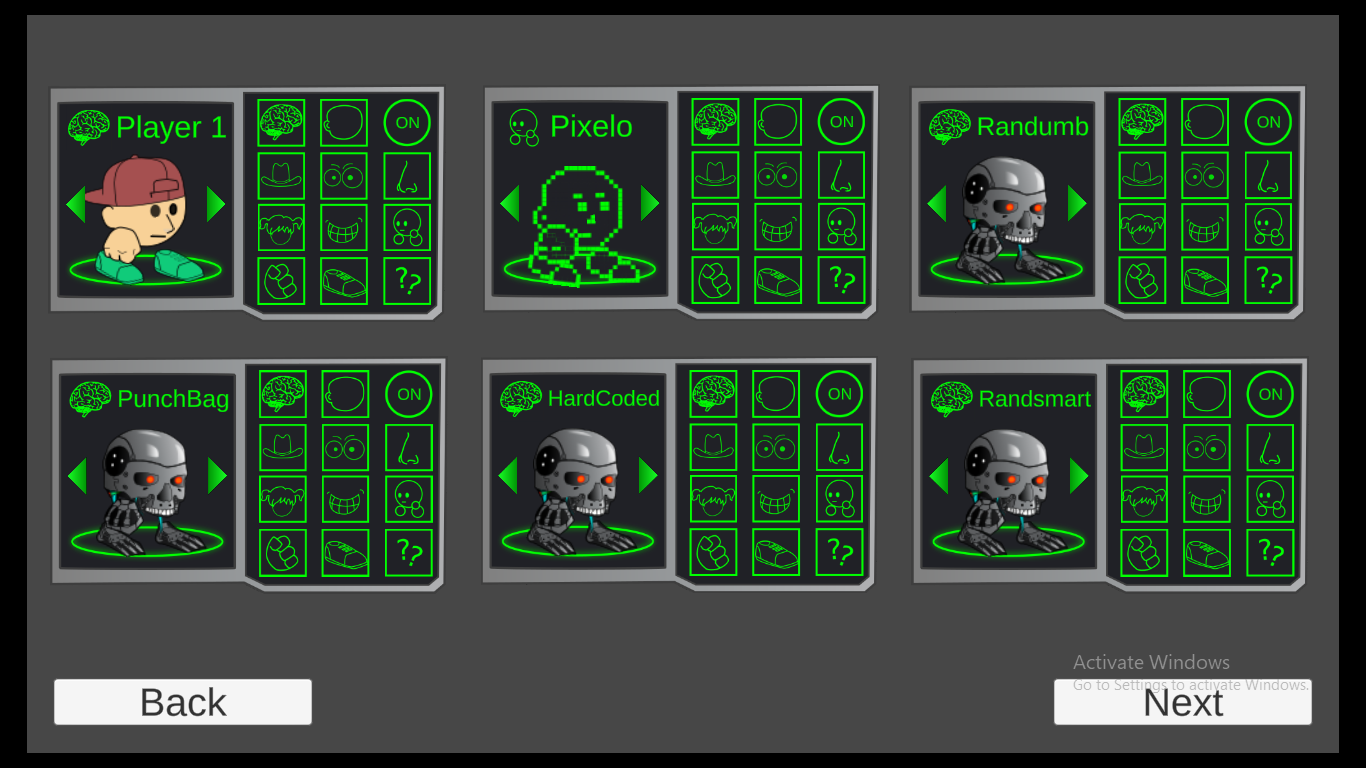 Player 1
ON
??
Pixelo
ON
??
Randumb
ON
??
PunchBag
ON
??
HardCoded
ON
??
Randsmart
ON
??
Activate Windows
Go to Settings to activate Windows.
Back
Next